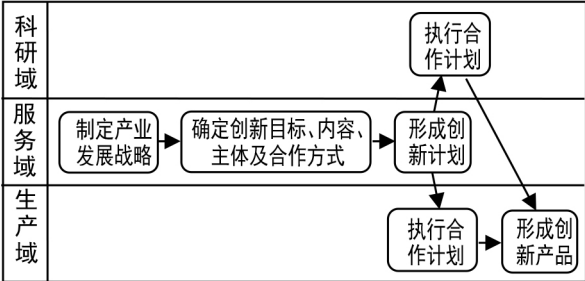 科研域
执行合
作计划
服务域
制定产业
发展战略
确定创新目标、内容、
主体及合作方式
形成创
新计划
生产域
执行合
作计划
形成创
新产品